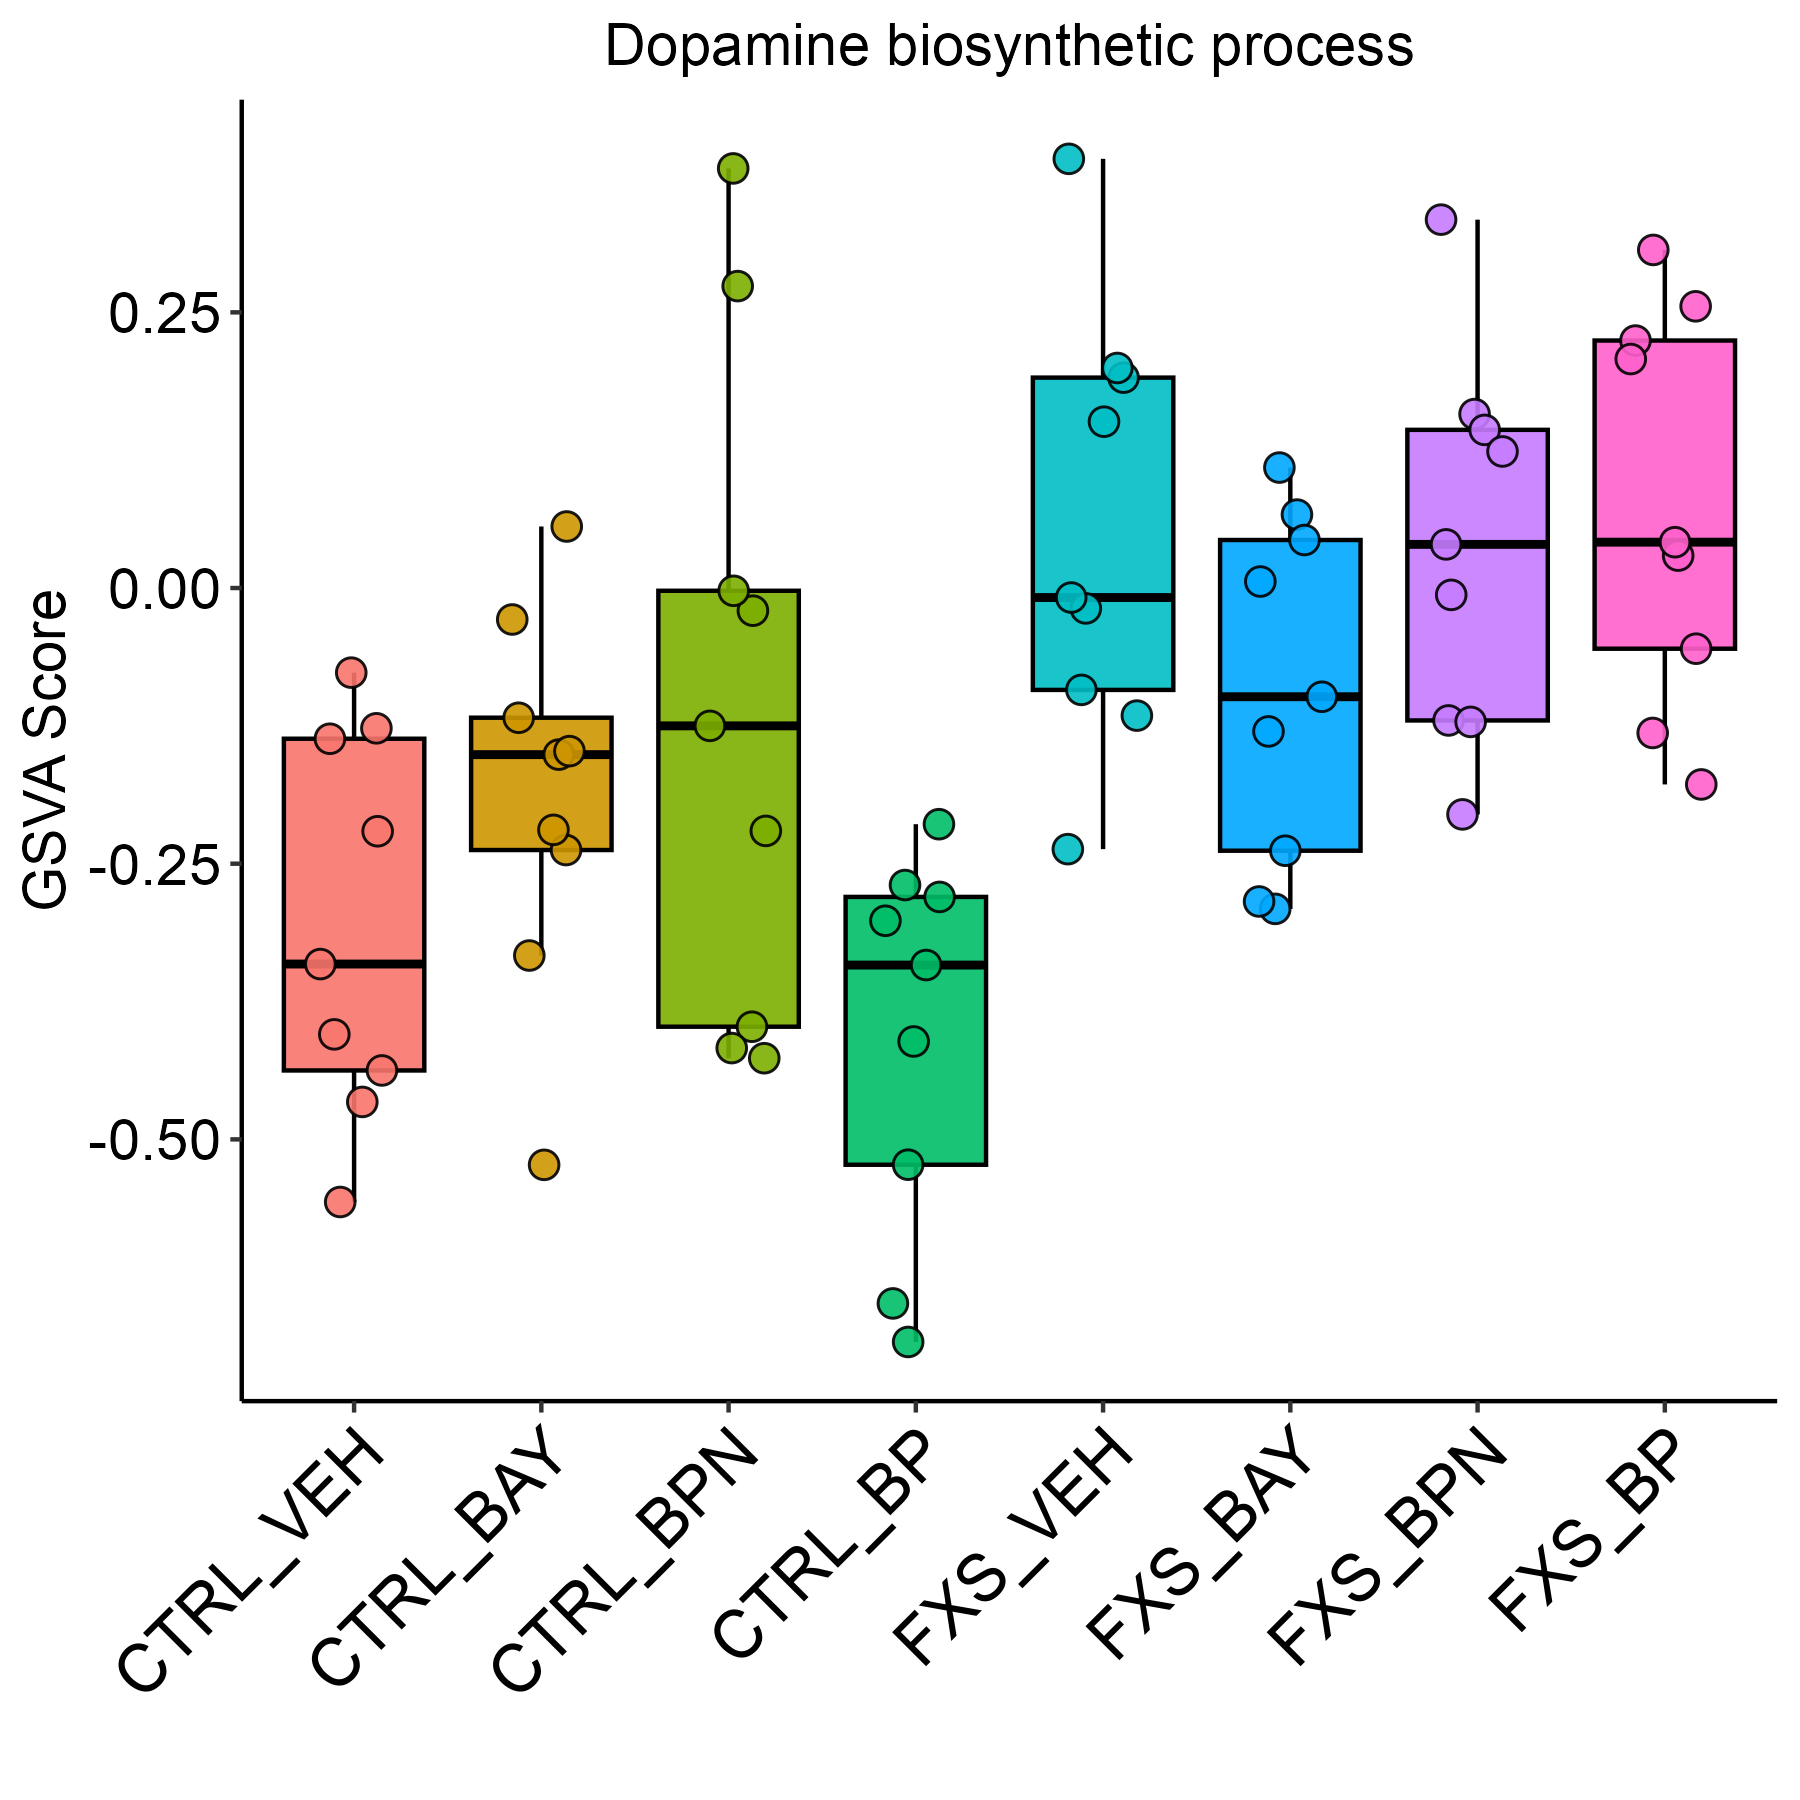 Dopamine biosynthetic process
GSVA Score
0.25
0.00
-0.25
-0.50
CTRL_VEH
CTRL_BAY
CTRL_BPN
CTRL_BP
FXS_VEH
FXS_BAY
FXS_BPN
FXS_BP